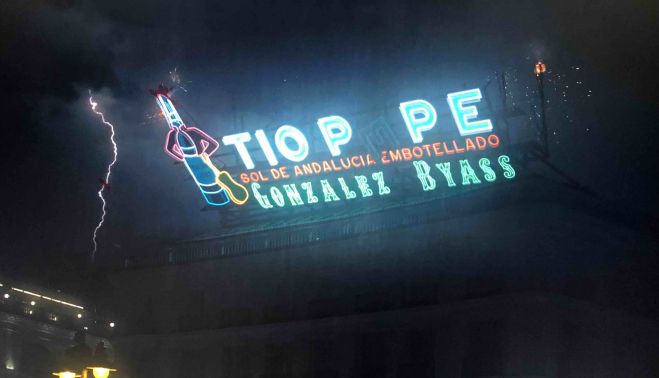 TIO P PE
SOL DE ANDALUCIA EMBOTELLADO
GONZALEZ BYASS